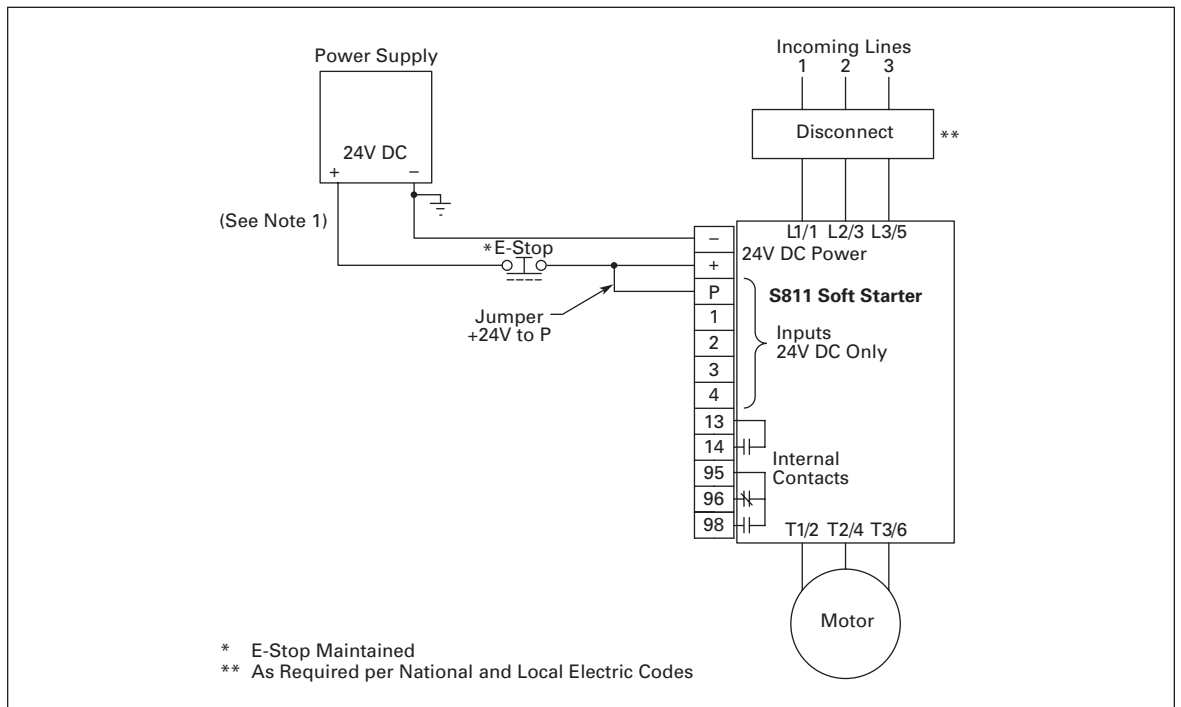 Power Supply
24V DC
+ −
(See Note 1)
*E-Stop
Jumper
+24V to P
Incoming Lines
1 2 3
Disconnect
**
L1/1 L2/3 L3/5
24V DC Power
S811 Soft Starter
Inputs
24V DC Only
−
+
P
1
2
3
4
13
14
95
96
98
Internal
Contacts
T1/2 T2/4 T3/6
Motor
* E-Stop Maintained
** As Required per National and Local Electric Codes